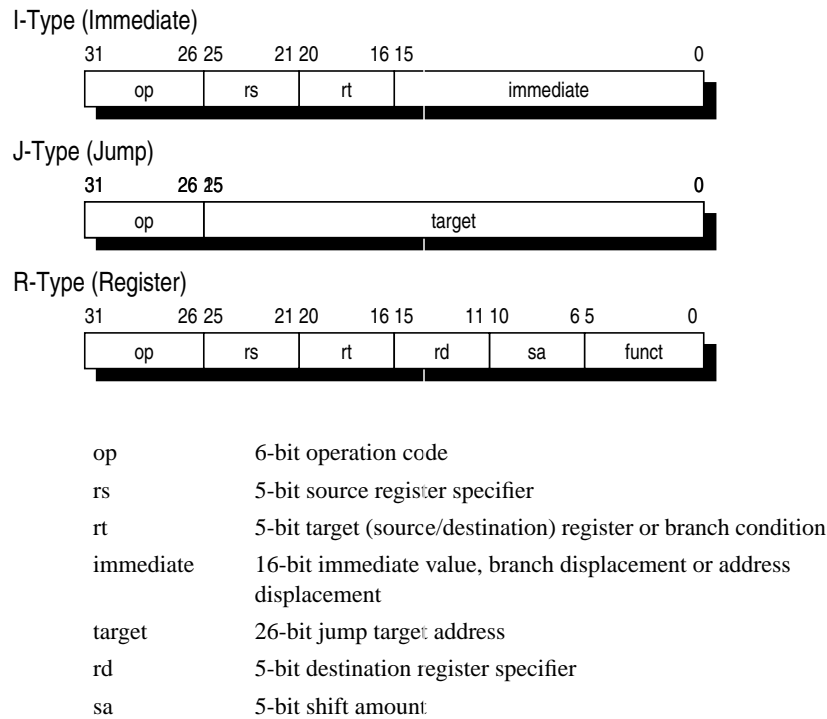 I-Type (Immediate)
31 26 25 21 20 16 15 0
op rs rt immediate
J-Type (Jump)
31 26 25 0
op target
R-Type (Register)
31 26 25 21 20 16 15 11 10 6 5 0
op rs rt rd sa funct
op 6-bit operation code
rs 5-bit source register specifier
rt 5-bit target (source/destination) register or branch condition
immediate 16-bit immediate value, branch displacement or address
displacement
target 26-bit jump target address
rd 5-bit destination register specifier
sa 5-bit shift amount